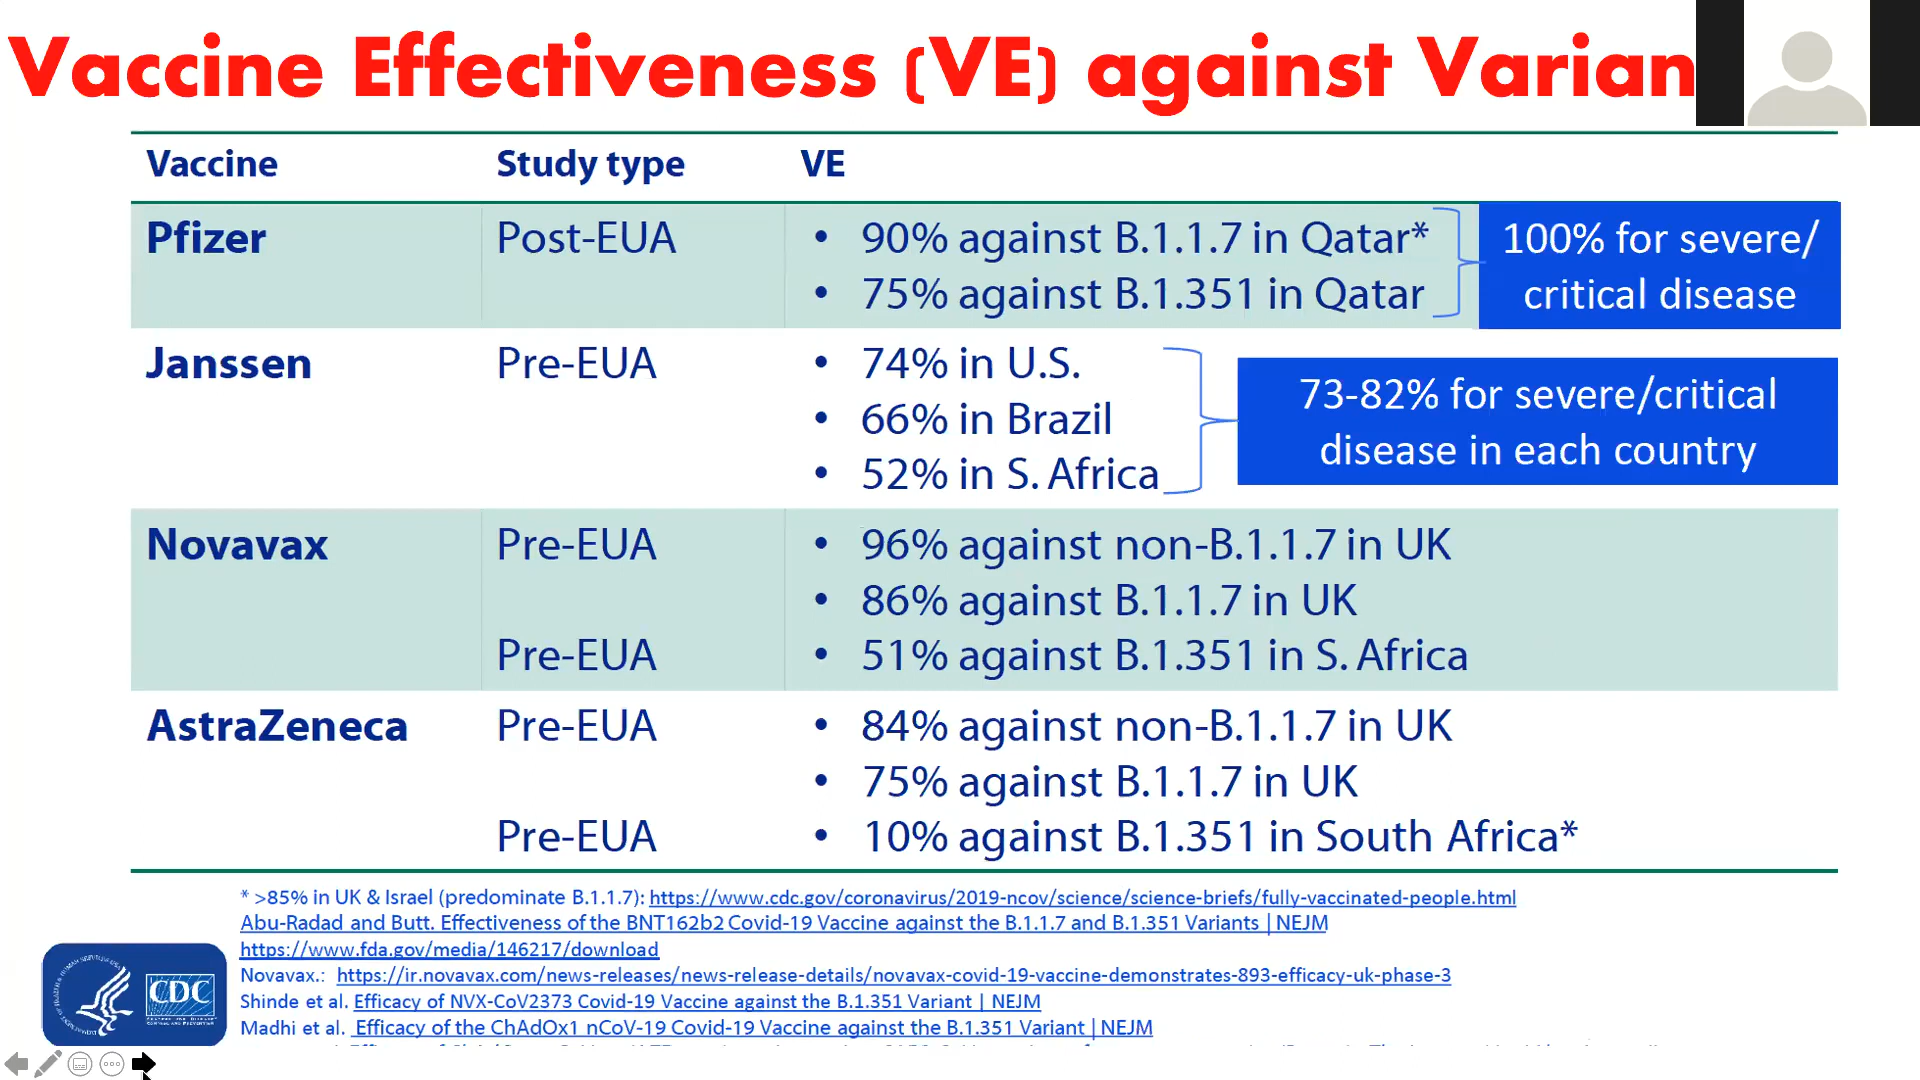 Vaccine Effectiveness (VE) against Varian
Vaccine Study type VE
Pfizer Post-EUA • 90% against B.1.1.7 in Qatar*
• 75% against B.1.351 in Qatar
100% for severe/
critical disease
Janssen Pre-EUA • 74% in U.S.
• 66% in Brazil
• 52% in S. Africa
73-82% for severe/critical
disease in each country
Novavax Pre-EUA • 96% against non-B.1.1.7 in UK
• 86% against B.1.1.7 in UK
Pre-EUA • 51% against B.1.351 in S. Africa
AstraZeneca Pre-EUA • 84% against non-B.1.1.7 in UK
• 75% against B.1.1.7 in UK
Pre-EUA • 10% against B.1.351 in South Africa*
* >85% in UK & Israel (predominate B.1.1.7): https://www.cdc.gov/coronavirus/2019-ncov/science/science-briefs/fully-vaccinated-people.html
Abu-Radad and Butt. Effectiveness of the BNT162b2 Covid-19 Vaccine against the B.1.1.7 and B.1.351 Variants | NEJM
https://www.fda.gov/media/146217/download
Novavax.: https://ir.novavax.com/news-releases/news-release-details/novavax-covid-19-vaccine-demonstrates-893-efficacy-uk-phase-3
Shinde et al. Efficacy of NVX-CoV2373 Covid-19 Vaccine against the B.1.351 Variant | NEJM
Madhi et al. Efficacy of the ChAdOx1 nCoV-19 Covid-19 Vaccine against the B.1.351 Variant | NEJM
CDC